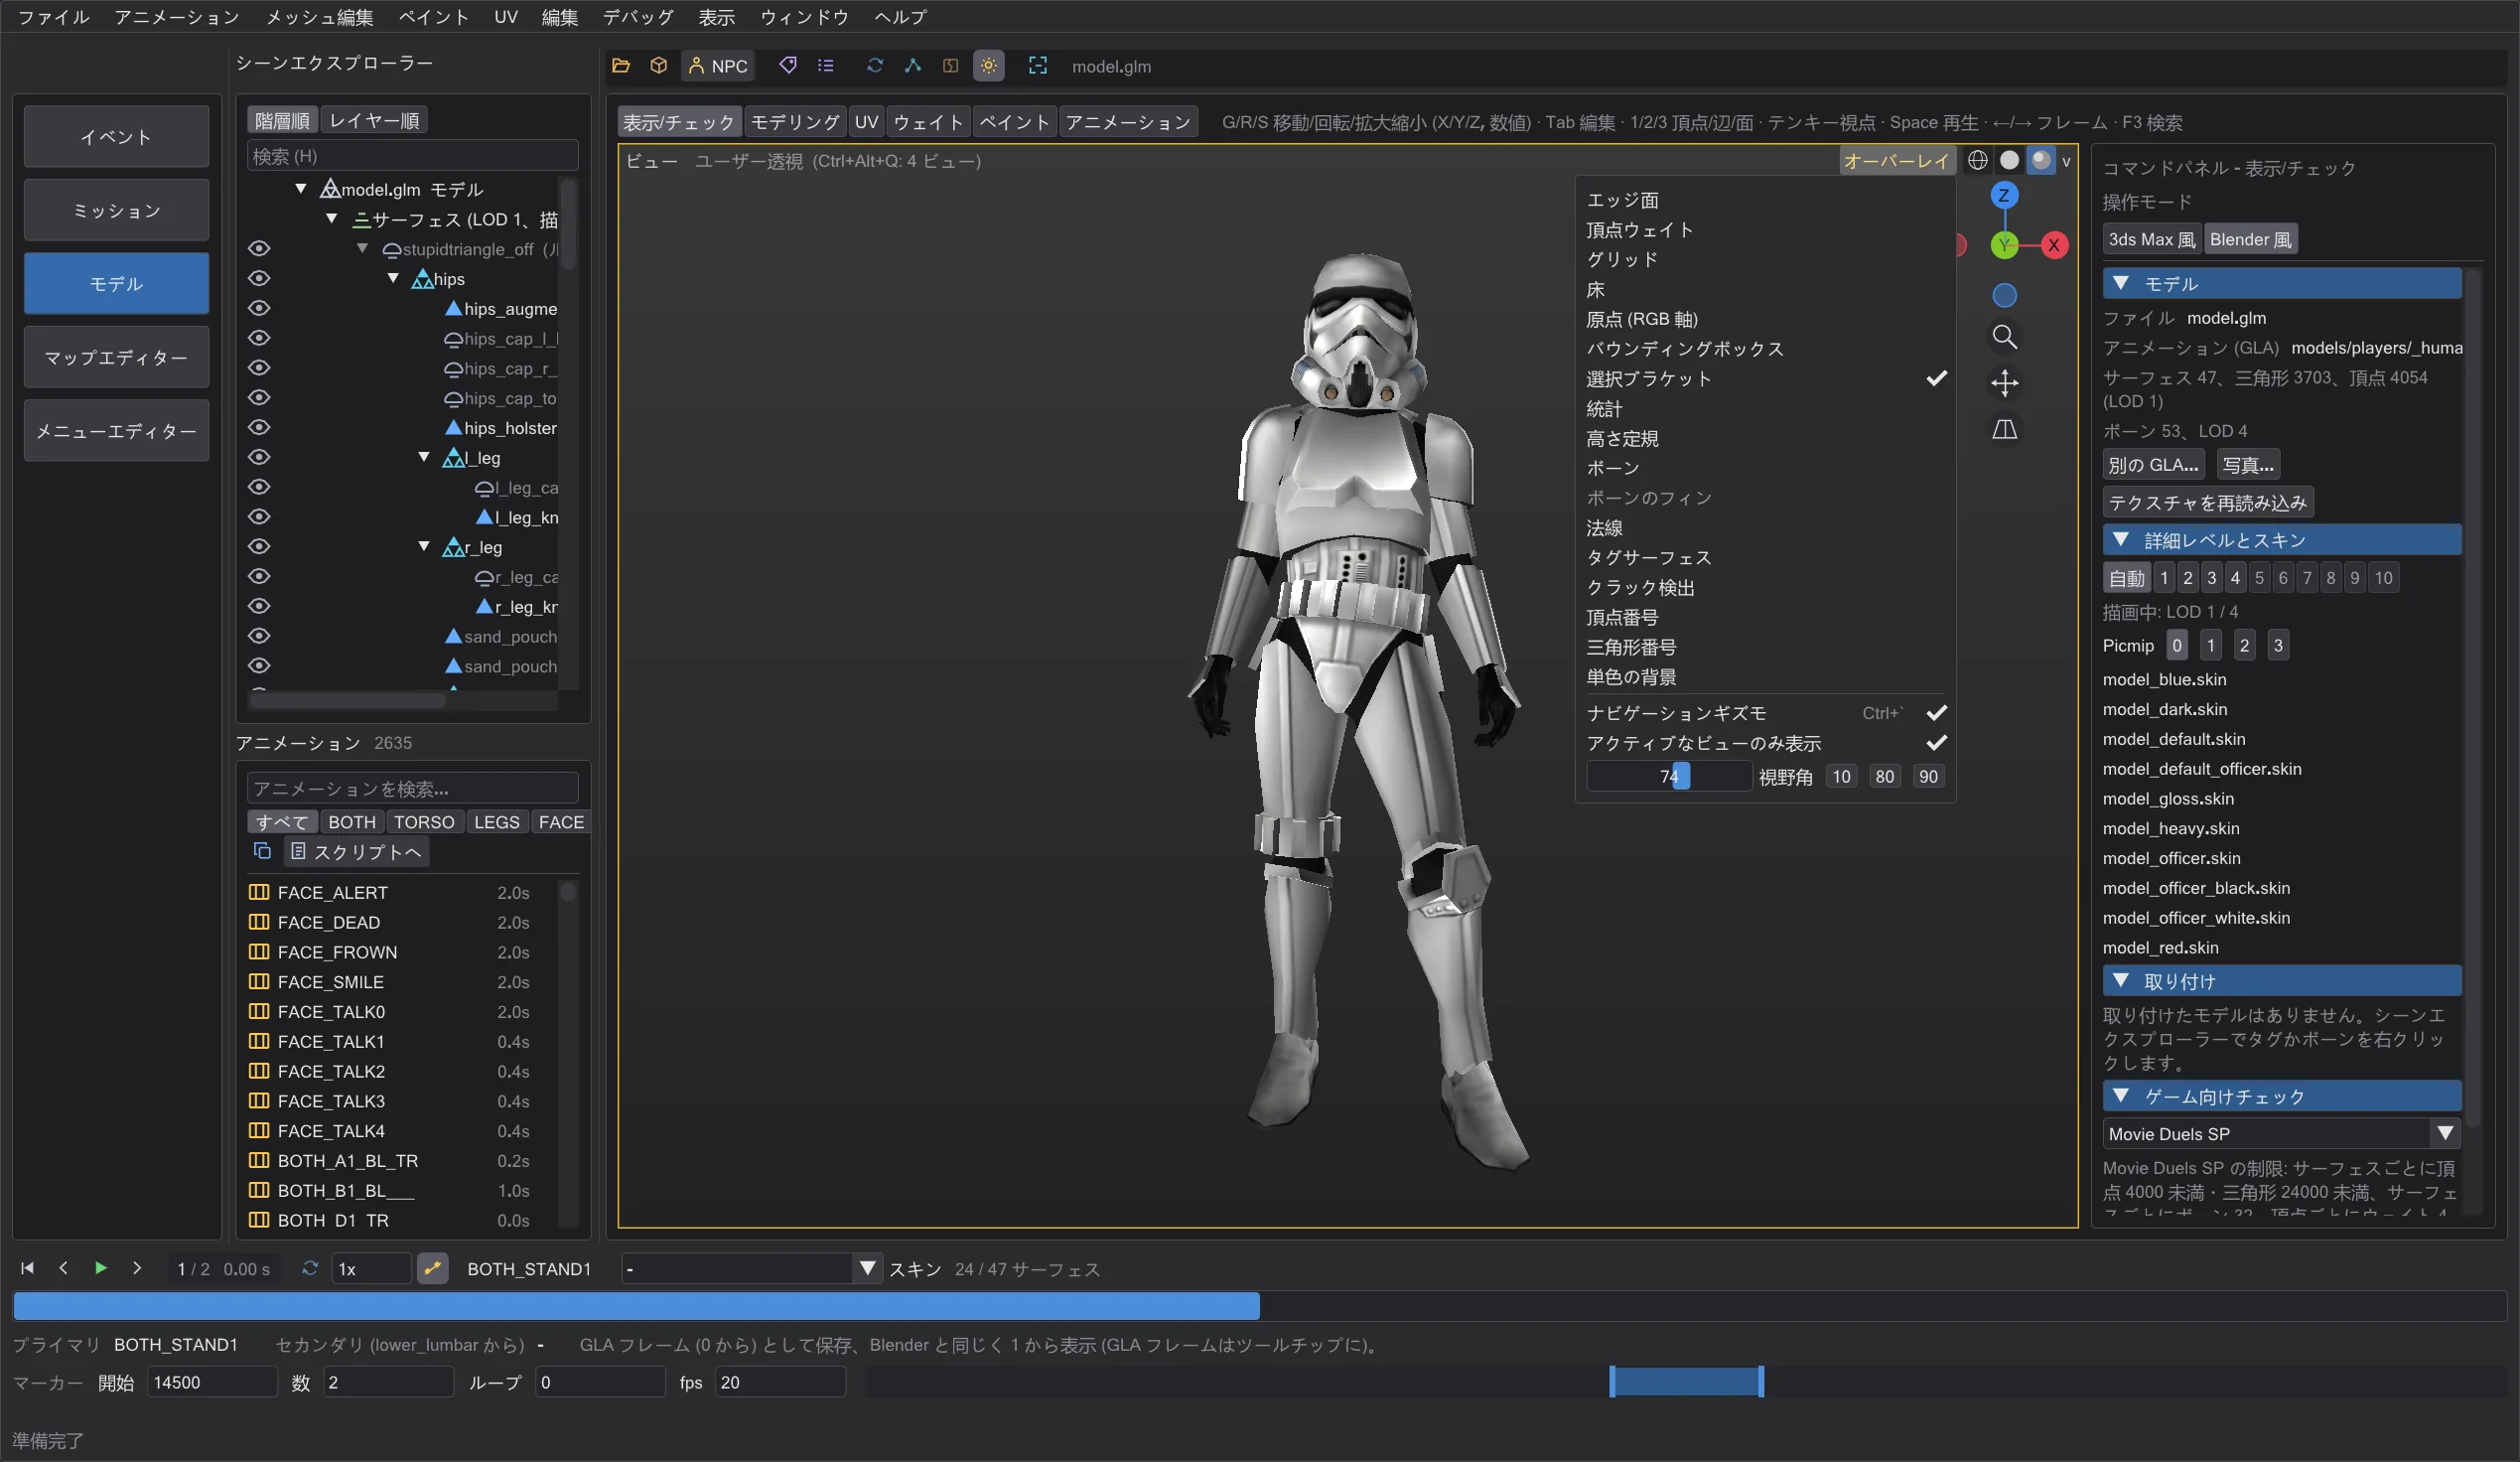 ファイル アニメーション メッシュ編集 ペイント UV 編集 デバッグ 表示 ウィンドウ ヘルプ
イベント
ミッション
モデル
マップエディター
メニューエディター
シーンエクスプローラー
階層順 レイヤー順
検索 (H)
model.glm モデル
サーフェス (LOD 1、描
stupidtriangle_off
hips
hips_augme
hips_cap_l_
hips_cap_r_
hips_cap_to
hips_holster
l_leg
l_leg_ca
l_leg_kn
r_leg
r_leg_ca
r_leg_kn
sand_pouch
sand_pouch
アニメーション 2635
アニメーションを検索...
すべて BOTH TORSO LEGS FACE
スクリプトへ
FACE_ALERT 2.0s
FACE_DEAD 2.0s
FACE_FROWN 2.0s
FACE_SMILE 2.0s
FACE_TALK0 2.0s
FACE_TALK1 0.4s
FACE_TALK2 0.4s
FACE_TALK3 0.4s
FACE_TALK4 0.4s
BOTH_A1_BL_TR 0.2s
BOTH_B1_BL___ 1.0s
BOTH_D1_TR 0.0s
NPC model.glm
表示/チェック モデリング UV ウェイト ペイント アニメーション G/R/S 移動/回転/拡大縮小 (X/Y/Z, 数値) · Tab 編集 · 1/2/3 頂点/辺/面 · テンキー視点 · Space 再生 · ←/→ フレーム · F3 検索
ビュー ユーザー透視 (Ctrl+Alt+Q: 4 ビュー) オーバーレイ v
Z
Y X
エッジ面
頂点ウェイト
グリッド
床
原点 (RGB 軸)
バウンディングボックス
選択ブラケット
統計
高さ定規
ボーン
ボーンのフィン
法線
タグサーフェス
クラック検出
頂点番号
三角形番号
単色の背景
ナビゲーションギズモ Ctrl+`
アクティブなビューのみ表示
74 視野角 10 80 90
コマンドパネル - 表示/チェック
操作モード
3ds Max 風 Blender 風
モデル
ファイル model.glm
アニメーション (GLA) models/players/_huma
サーフェス 47、三角形 3703、頂点 4054
(LOD 1)
ボーン 53、LOD 4
別の GLA... 写真...
テクスチャを再読み込み
詳細レベルとスキン
自動 1 2 3 4 5 6 7 8 9 10
描画中: LOD 1 / 4
Picmip 0 1 2 3
model_blue.skin
model_dark.skin
model_default.skin
model_default_officer.skin
model_gloss.skin
model_heavy.skin
model_officer.skin
model_officer_black.skin
model_officer_white.skin
model_red.skin
取り付け
取り付けたモデルはありません。シーンエ
クスプローラーでタグかボーンを右クリッ
クします。
ゲーム向けチェック
Movie Duels SP
Movie Duels SP の制限: サーフェスごとに頂
点 4000 未満・三角形 24000 未満、サーフェ
スごとにボーン 32、頂点ごとにウェイト 4
1 / 2 0.00 s 1x BOTH_STAND1 - スキン 24 / 47 サーフェス
プライマリ BOTH_STAND1 セカンダリ (lower_lumbar から) - GLA フレーム (0 から) として保存、Blender と同じく 1 から表示 (GLA フレームはツールチップに)。
マーカー 開始 14500 数 2 ループ 0 fps 20
準備完了